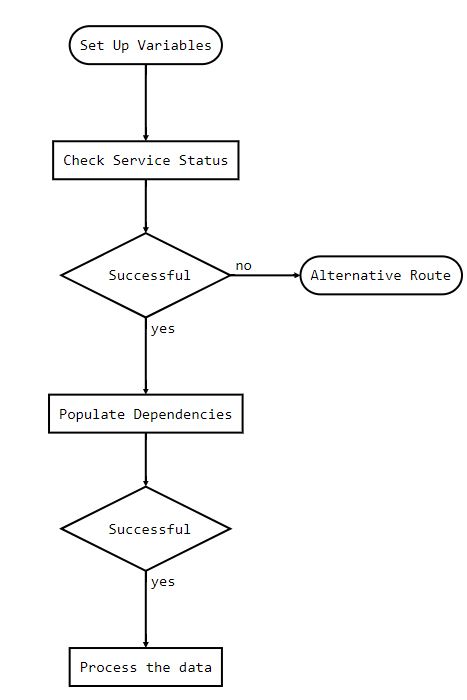 Set Up Variables
Check Service Status
Successful
no
Alternative Route
yes
Populate Dependencies
Successful
yes
Process the data